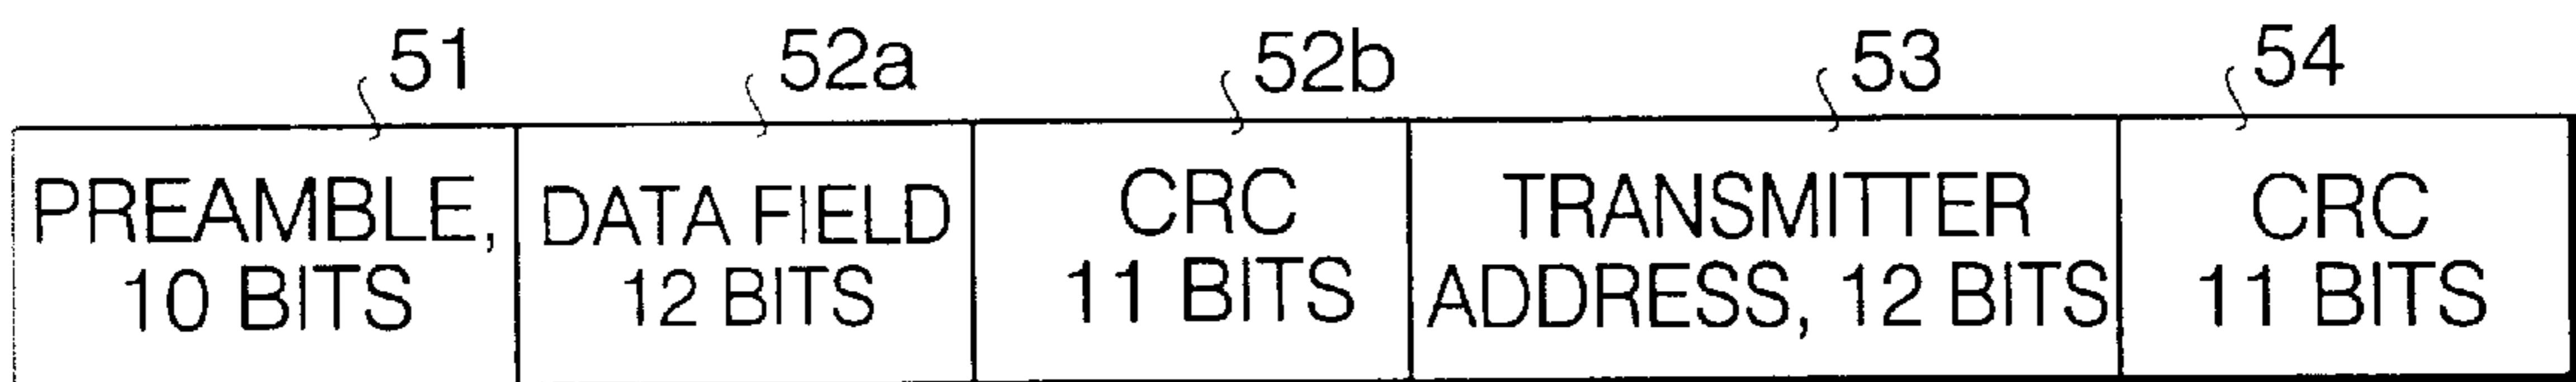 51 52a 52b 53 54
PREAMBLE, DATA FIELD CRC TRANSMITTER CRC
10 BITS 12 BITS 11 BITS ADDRESS, 12 BITS 11 BITS